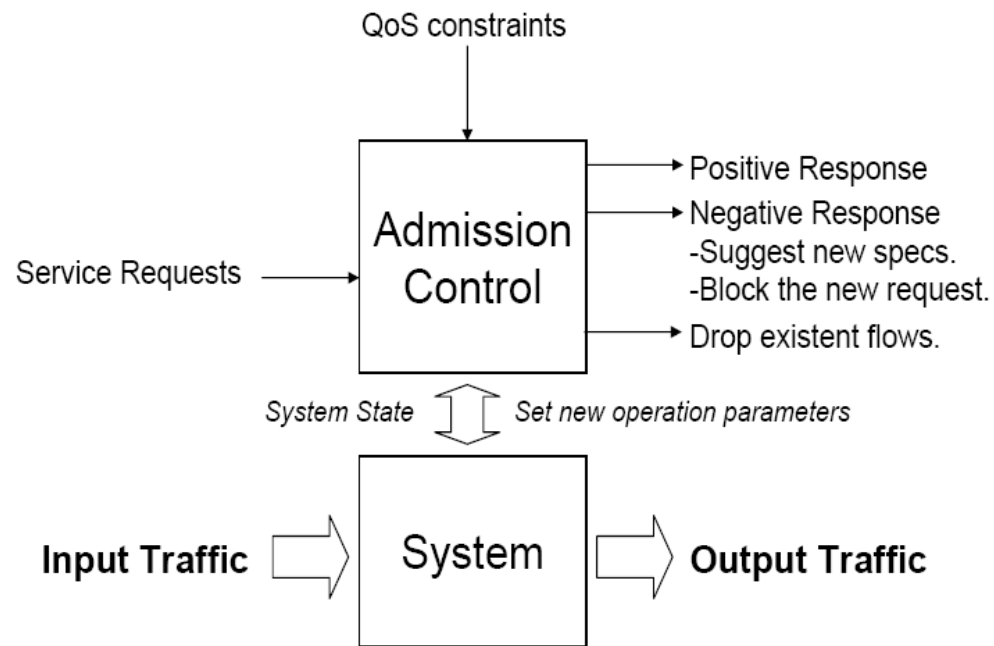 QoS constraints
Admission
Control
Service Requests
Positive Response
Negative Response
-Suggest new specs.
-Block the new request.
Drop existent flows.
System State
Set new operation parameters
Input Traffic
System
Output Traffic